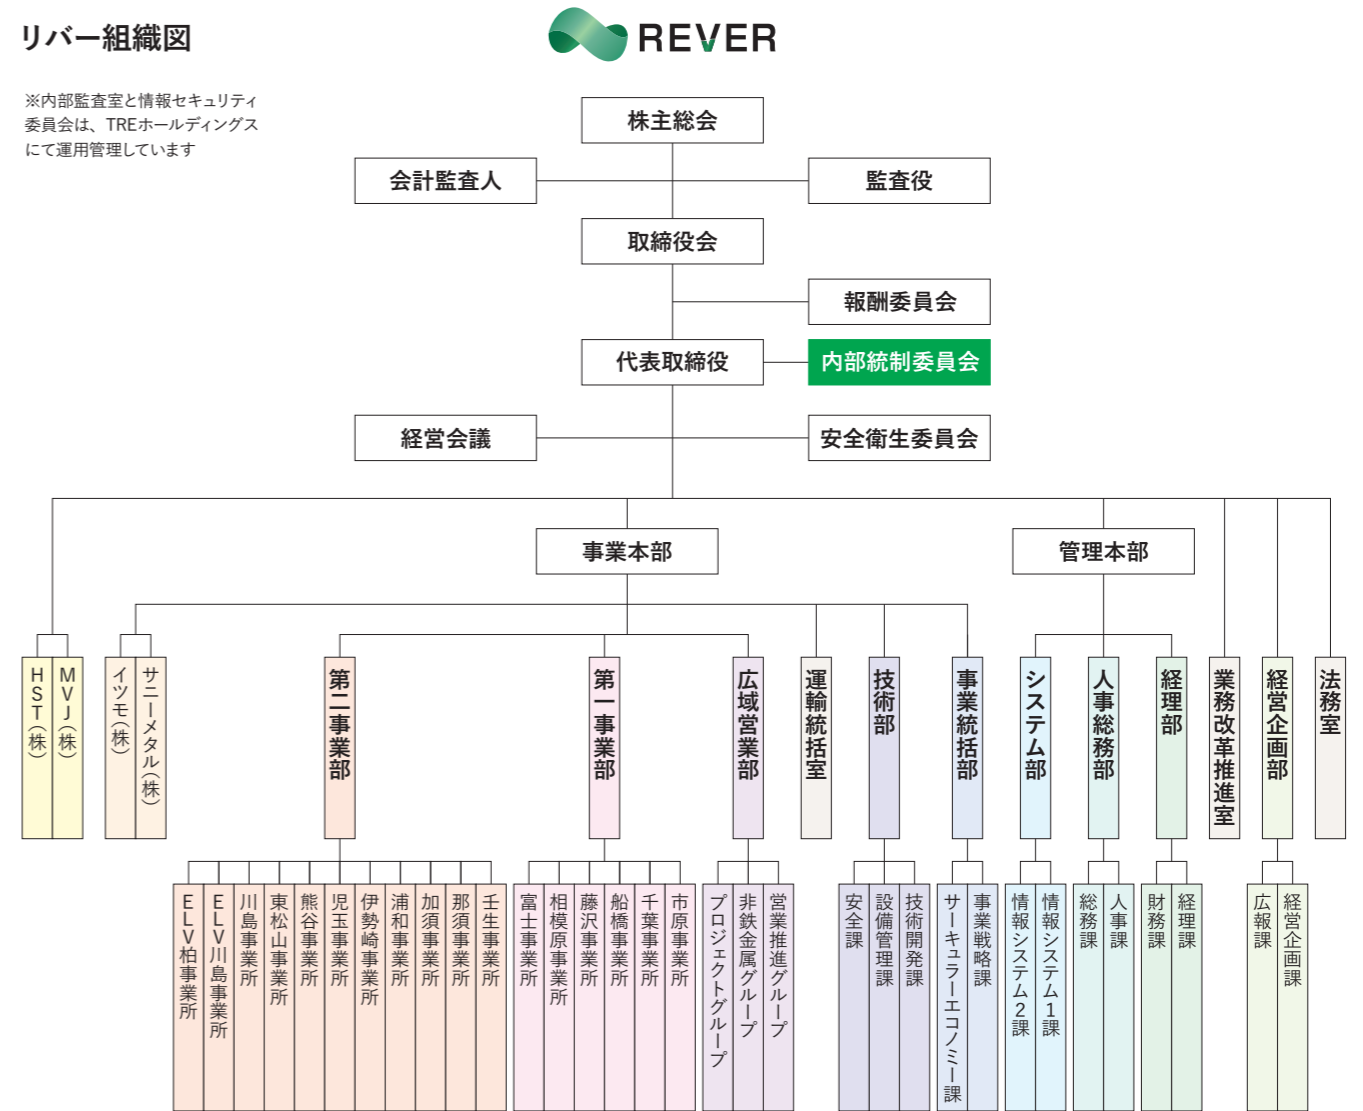 リバー組織図
REVER
※内部監査室と情報セキュリティ
委員会は、TREホールディングス
にて運用管理しています
株主総会
会計監査人
監査役
取締役会
報酬委員会
代表取締役
内部統制委員会
経営会議
安全衛生委員会
事業本部
管理本部
HST(株)
MVJ(株)
イツモ(株)
サニーメタル(株)
第二事業部
第一事業部
広域営業部
運輸統括室
技術部
事業統括部
システム部
人事総務部
経理部
業務改革推進室
経営企画部
法務室
ELV柏事業所
ELV川島事業所
川島事業所
東松山事業所
熊谷事業所
児玉事業所
伊勢崎事業所
浦和事業所
加須事業所
那須事業所
壬生事業所
富士事業所
相模原事業所
藤沢事業所
船橋事業所
千葉事業所
市原事業所
プロジェクトグループ
非鉄金属グループ
営業推進グループ
安全課
設備管理課
技術開発課
サーキュラーエコノミー課
事業戦略課
情報システム2課
情報システム1課
総務課
人事課
財務課
経理課
広報課
経営企画課